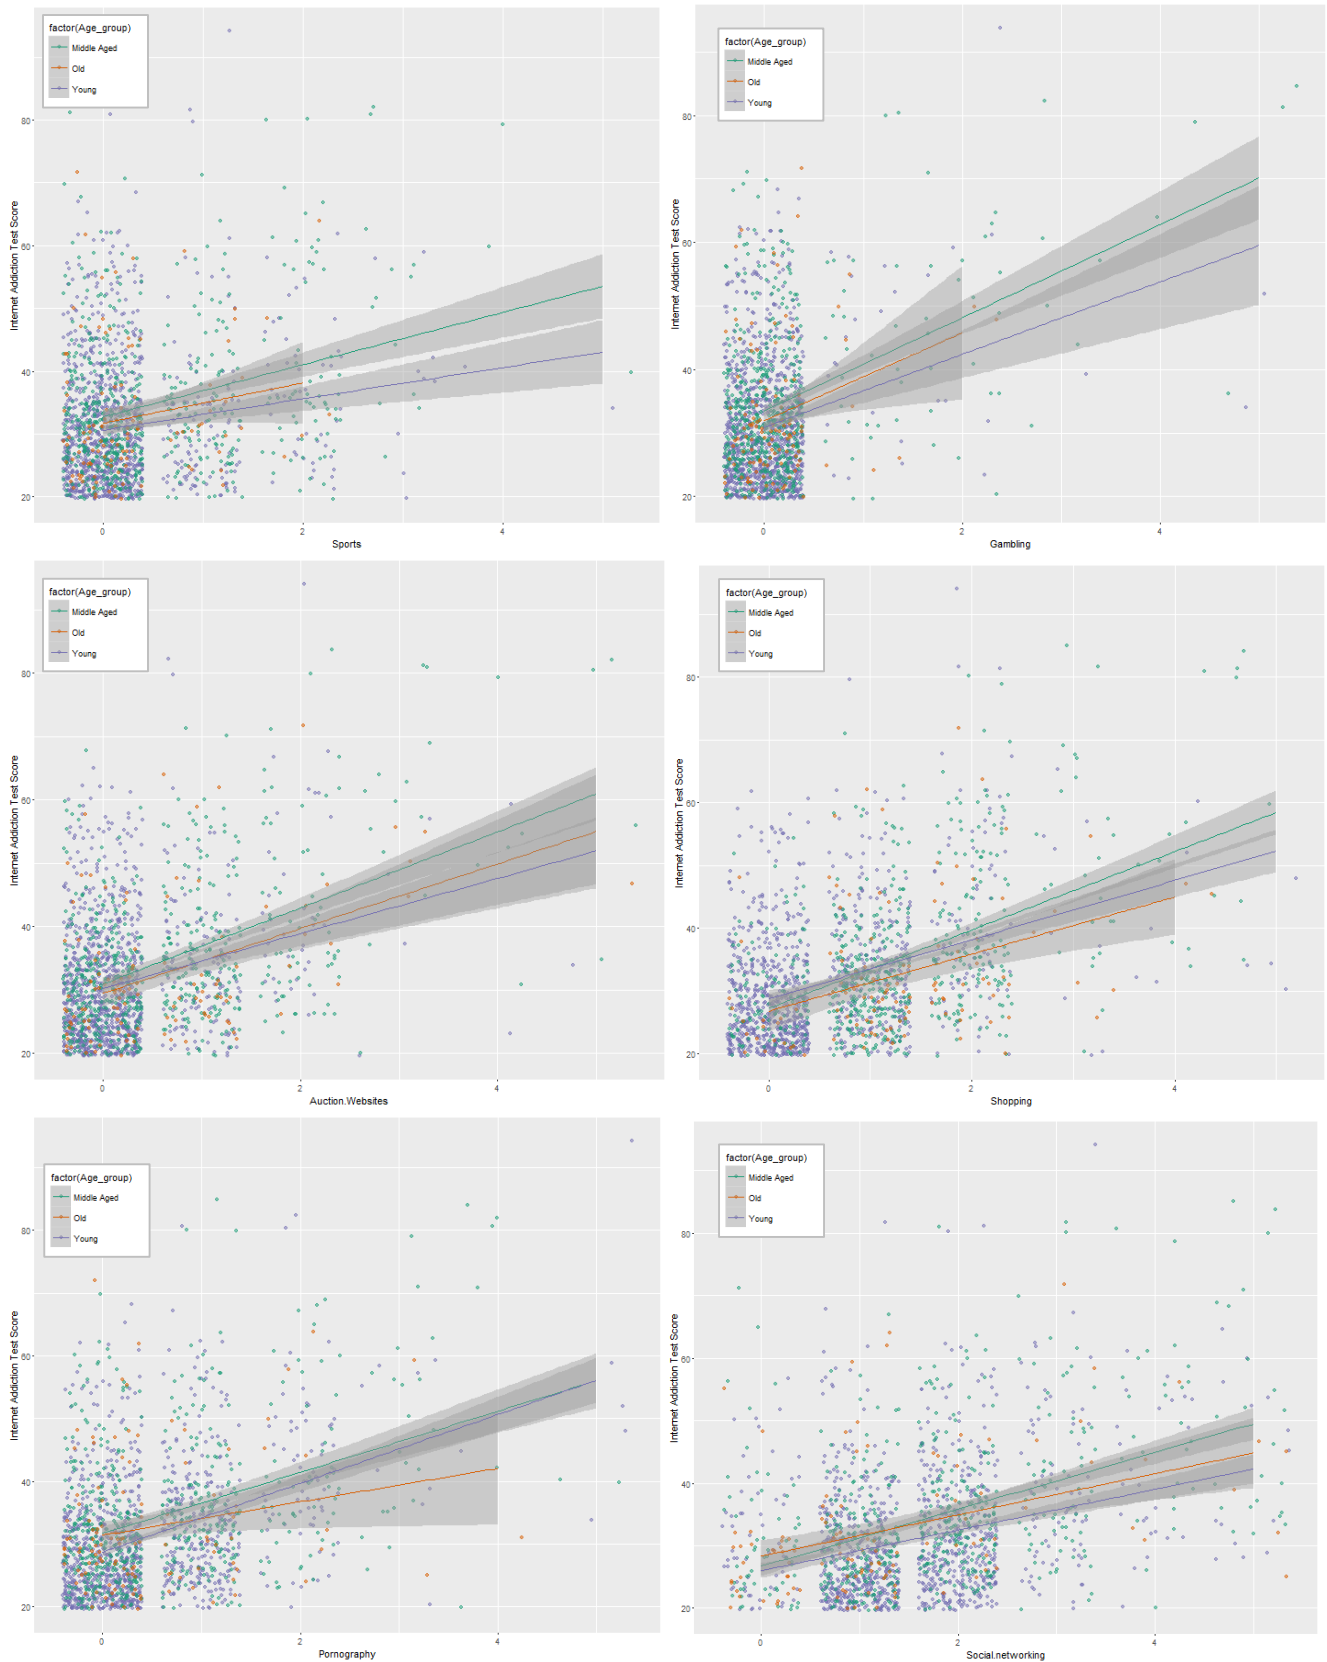 factor(Age_group)
Middle Aged
Old
Young
Internet Addiction Test Score
80
60
40
20
0
2
4
Sports
factor(Age_group)
Middle Aged
Old
Young
Internet Addiction Test Score
80
60
40
20
0
2
4
Gambling
factor(Age_group)
Middle Aged
Old
Young
Internet Addiction Test Score
80
60
40
20
0
2
4
Auction.Websites
factor(Age_group)
Middle Aged
Old
Young
Internet Addiction Test Score
80
60
40
20
0
2
4
Shopping
factor(Age_group)
Middle Aged
Old
Young
Internet Addiction Test Score
80
60
40
20
0
2
4
Pornography
factor(Age_group)
Middle Aged
Old
Young
Internet Addiction Test Score
80
60
40
20
0
2
4
Social.networking